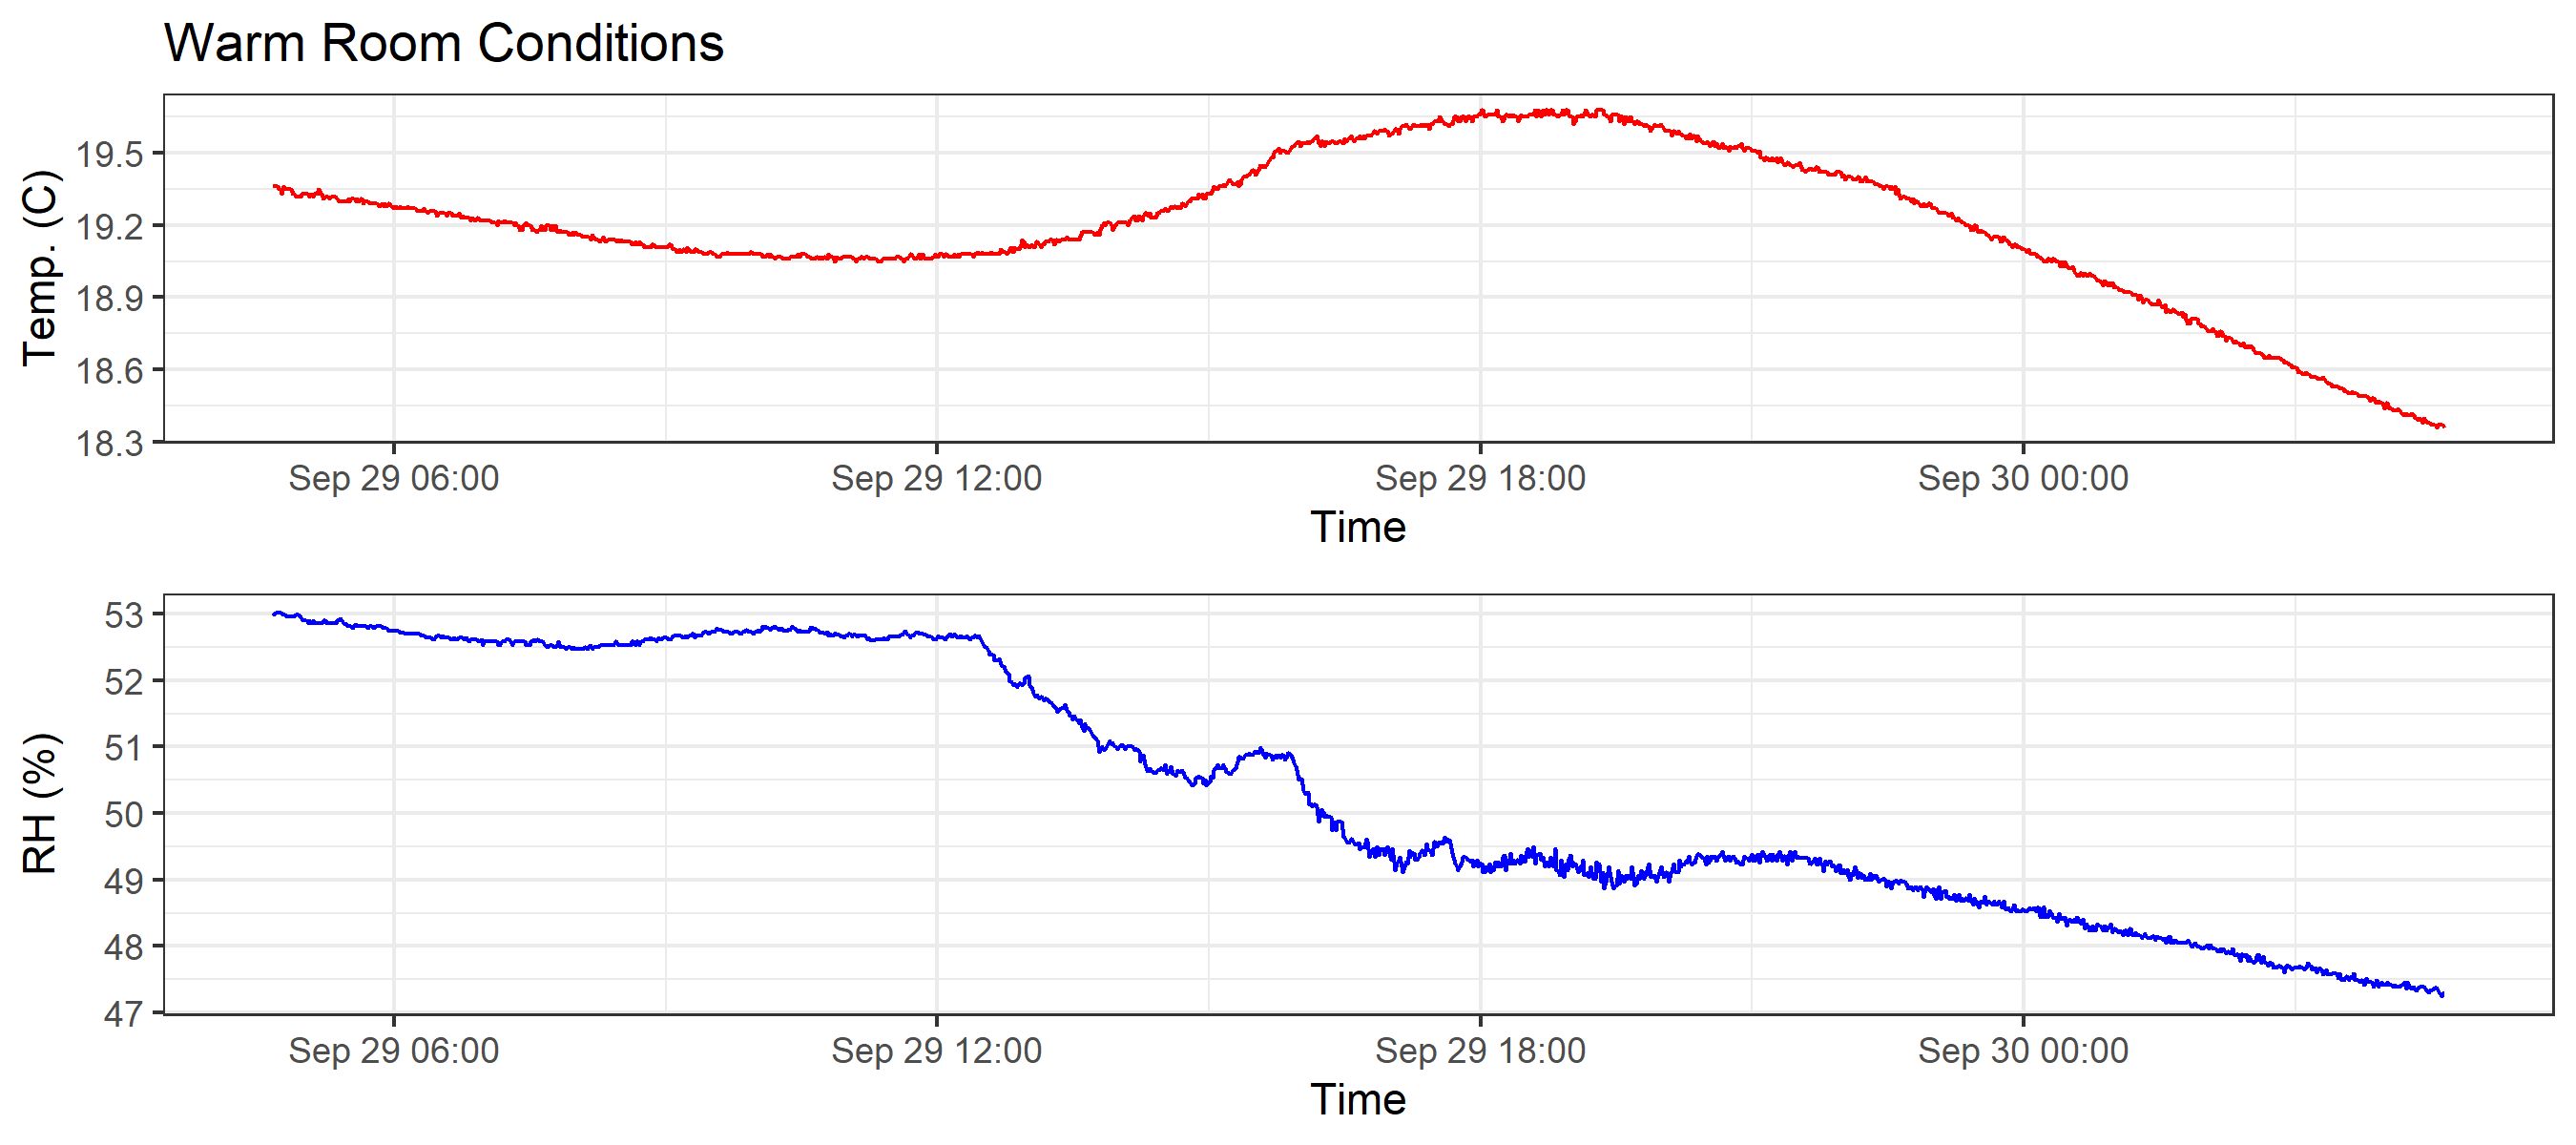 Warm Room Conditions
Temp. (C)
19.5
19.2
18.9
18.6
18.3
Sep 29 06:00 Sep 29 12:00 Sep 29 18:00 Sep 30 00:00
Time
RH (%)
53
52
51
50
49
48
47
Sep 29 06:00 Sep 29 12:00 Sep 29 18:00 Sep 30 00:00
Time